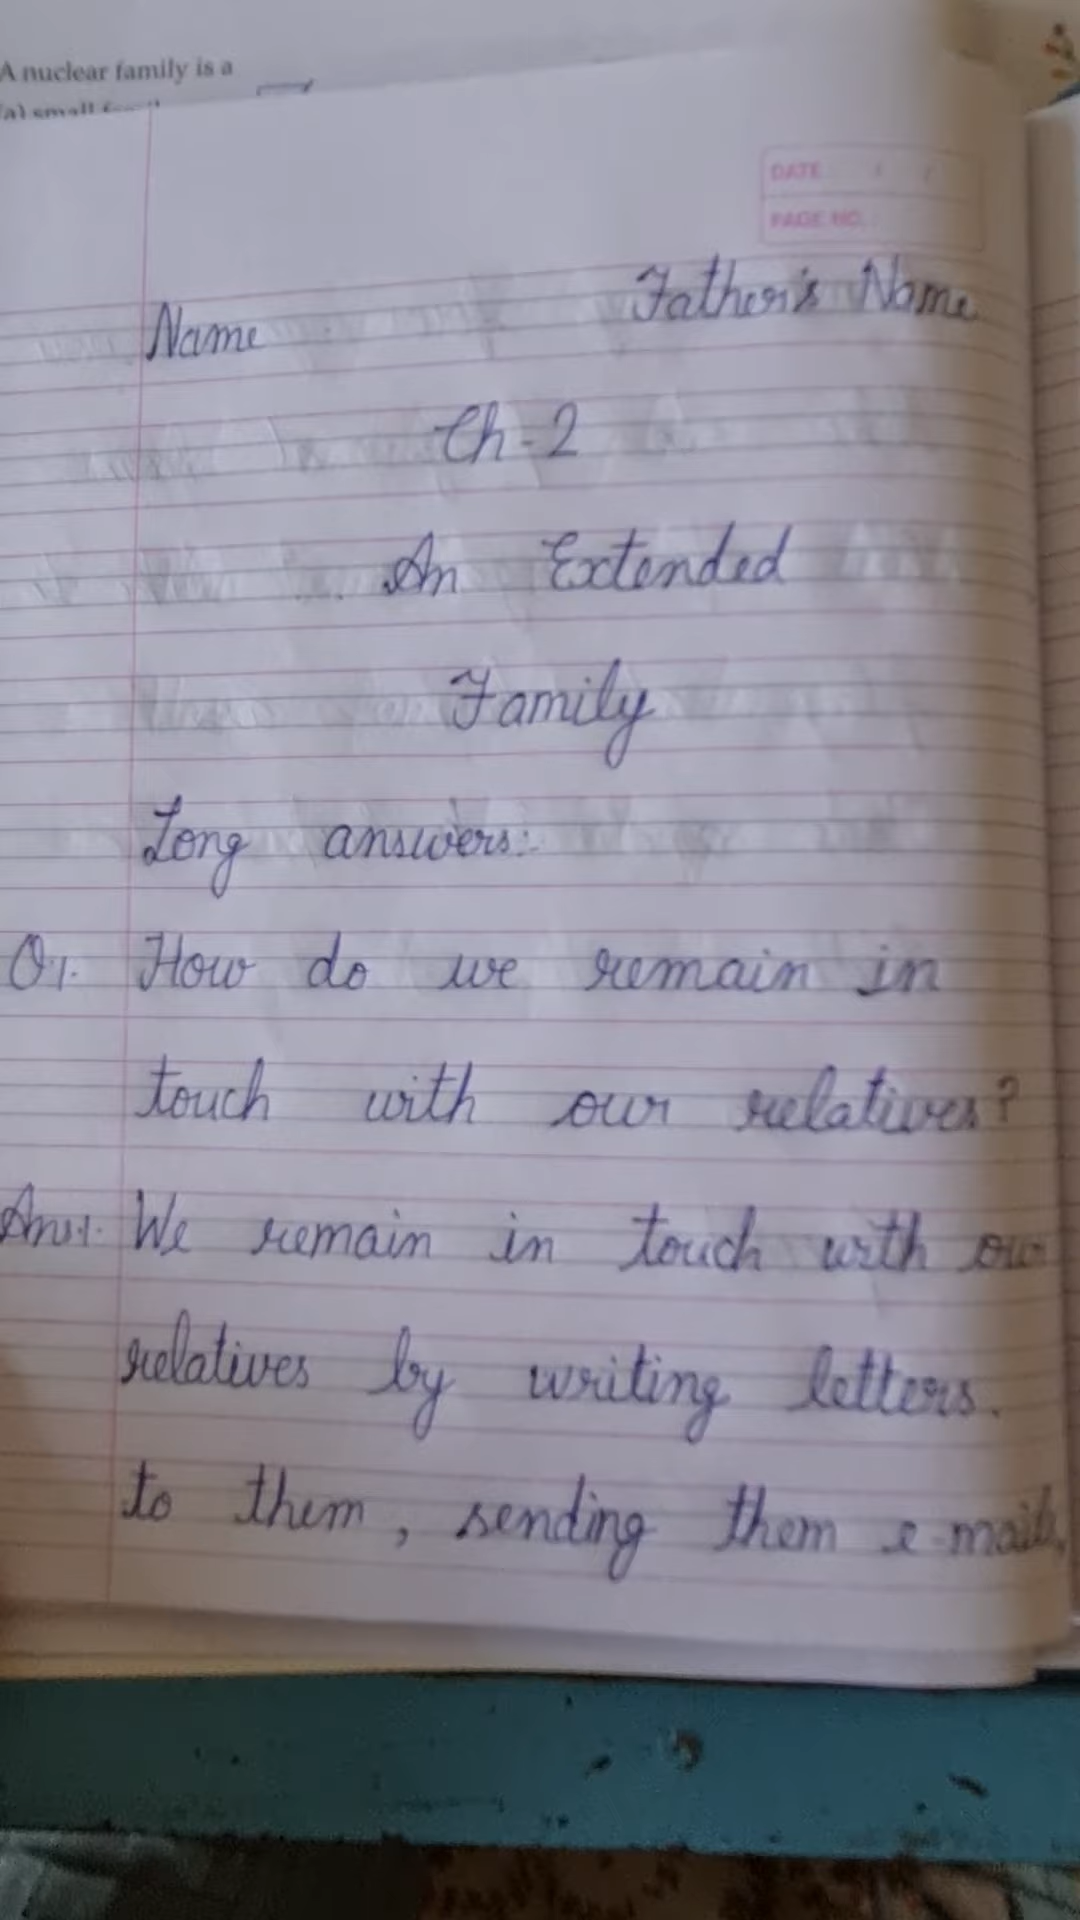 A nuclear family is a
(a) small
DATE / /
PAGE NO.
Name Father's Name
Ch-2
An Extended
Family
Long answers:-
Q1. How do we remain in
touch with our relatives?
Ans1. We remain in touch with our
relatives by writing letters.
to them, sending them e-mails,